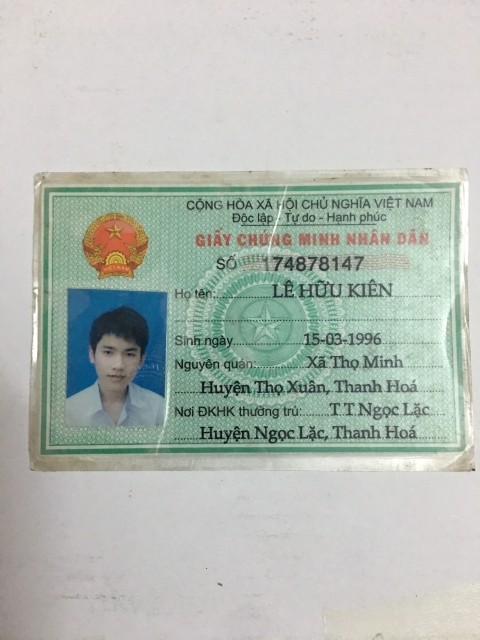 CỘNG HÒA XÃ HỘI CHỦ NGHĨA VIỆT NAM
Độc lập - Tự do - Hạnh phúc
GIẤY CHỨNG MINH NHÂN DÂN
SỐ 174878147
Họ tên: LÊ HỮU KIÊN
Sinh ngày 15-03-1996
Nguyên quán: Xã Thọ Minh
Huyện Thọ Xuân, Thanh Hoá
Nơi ĐKHK thường trú: T T Ngọc Lặc
Huyện Ngọc Lặc, Thanh Hoá